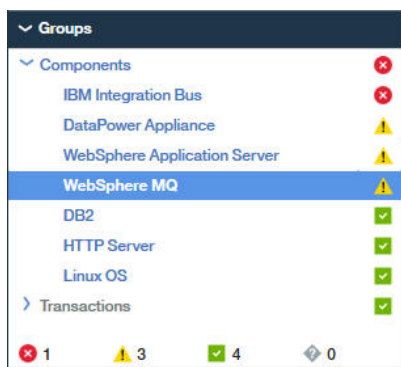 Groups
Components
IBM Integration Bus
DataPower Appliance
WebSphere Application Server
WebSphere MQ
DB2
HTTP Server
Linux OS
Transactions
1 3 4 0